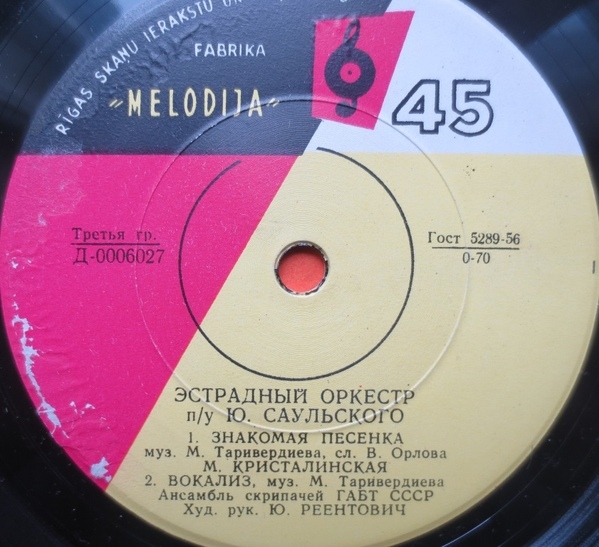 RĪGAS SKAŅU IERAKSTU UN
FABRIKA
«MELODIJA»
45
Третья гр.
Д-0006027
Гост 5289-56
0-70
ЭСТРАДНЫЙ ОРКЕСТР
п/у Ю. САУЛЬСКОГО
1. ЗНАКОМАЯ ПЕСЕНКА
муз. М. Таривердиева, сл. В. Орлова
М. КРИСТАЛИНСКАЯ
2. ВОКАЛИЗ, муз. М. Таривердиева
Ансамбль скрипачей ГАБТ СССР
Худ. рук. Ю. РЕЕНТОВИЧ